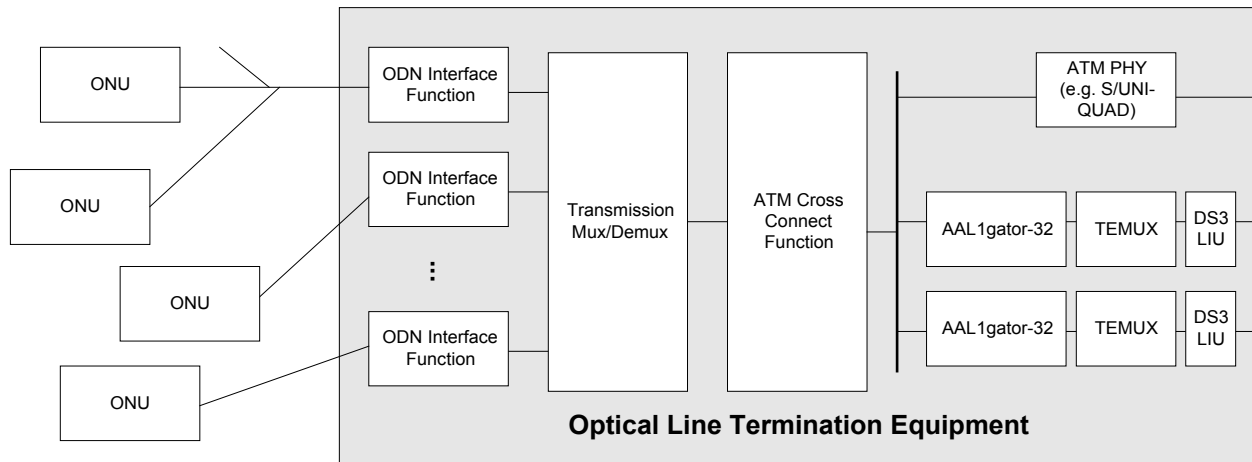 ONU
ONU
ONU
ONU
ODN Interface
Function
ODN Interface
Function
...
ODN Interface
Function
Transmission
Mux/Demux
ATM Cross
Connect
Function
ATM PHY
(e.g. S/UNI-
QUAD)
AAL1gator-32
TEMUX
DS3
LIU
AAL1gator-32
TEMUX
DS3
LIU
Optical Line Termination Equipment